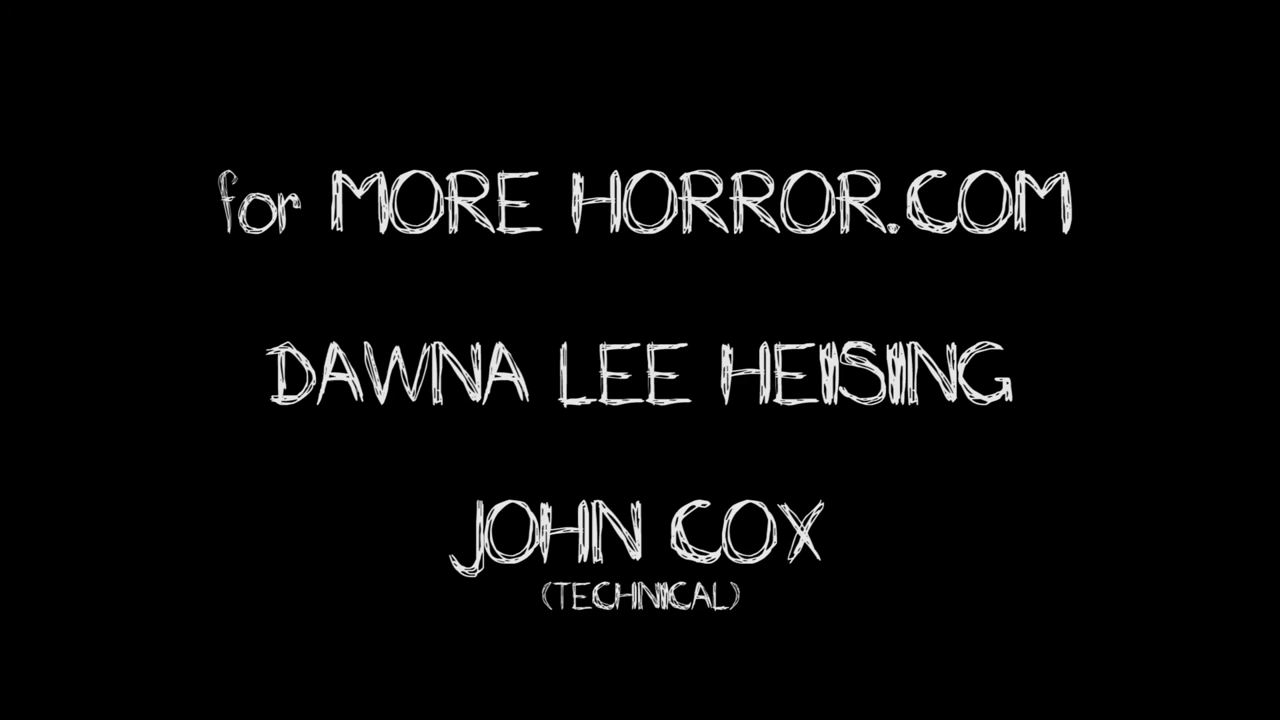 for MORE HORROR.COM
DAWNA LEE HEISING
JOHN COX
(TECHNICAL)